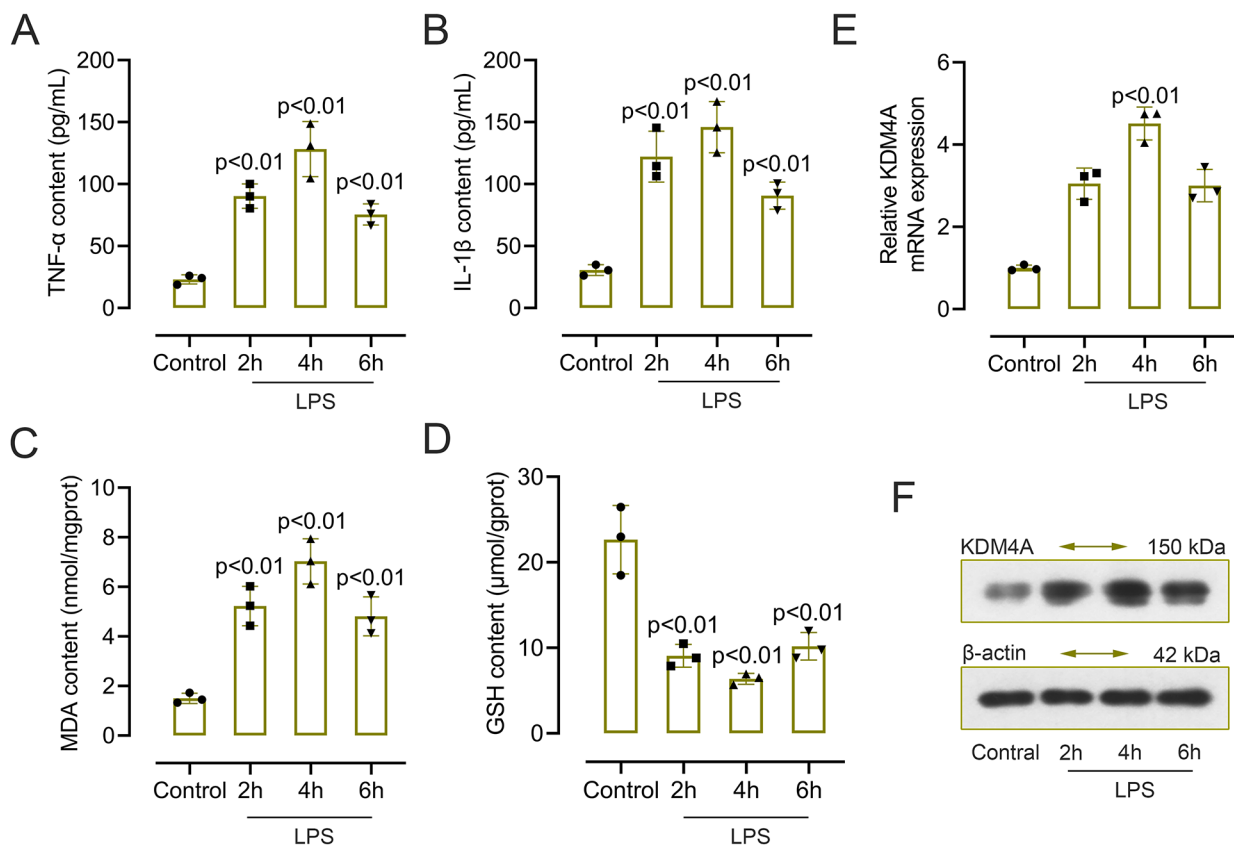 A
TNF-α content (pg/mL)
200
150
100
50
0
p<0.01
p<0.01
p<0.01
Control 2h 4h 6h
LPS
B
IL-1β content (pg/mL)
200
150
100
50
0
p<0.01
p<0.01
p<0.01
Control 2h 4h 6h
LPS
E
Relative KDM4A
mRNA expression
6
4
2
0
p<0.01
Control 2h 4h 6h
LPS
C
MDA content (nmol/mgprot)
10
8
6
4
2
0
p<0.01
p<0.01
p<0.01
Control 2h 4h 6h
LPS
D
GSH content (μmol/gprot)
30
20
10
0
p<0.01
p<0.01
p<0.01
Control 2h 4h 6h
LPS
F
KDM4A 150 kDa
β-actin 42 kDa
Contral 2h 4h 6h
LPS